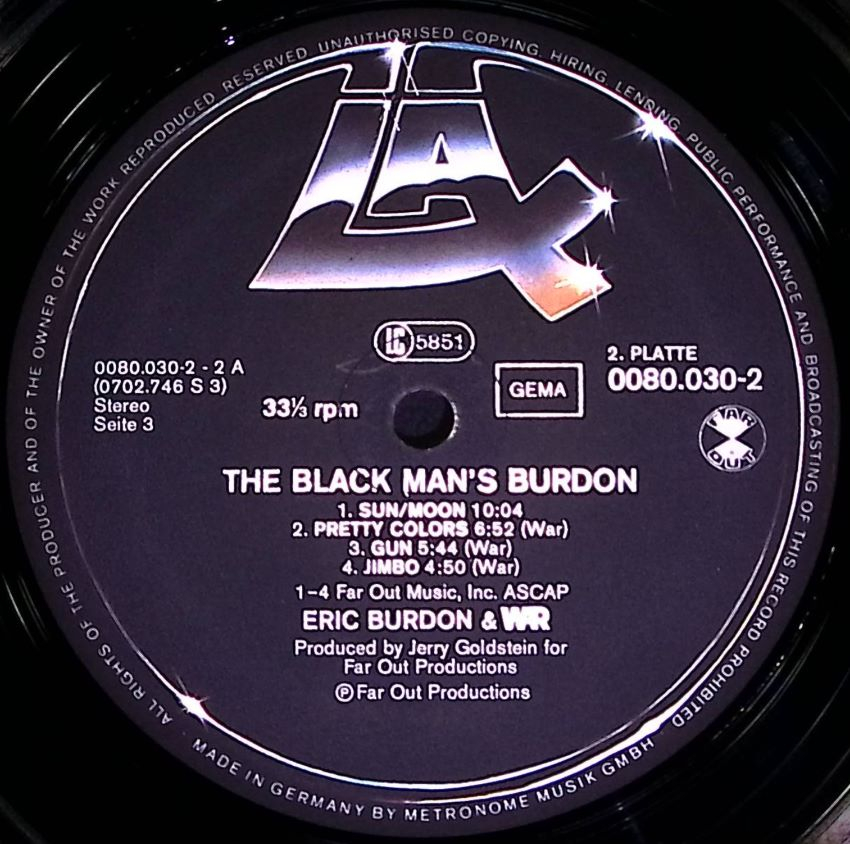 ALL RIGHTS OF THE PRODUCER AND OF THE OWNER OF THE WORK REPRODUCED RESERVED UNAUTHORISED COPYING, HIRING, LENDING, PUBLIC PERFORMANCE AND BROADCASTING OF THIS RECORD PROHIBITED
LAX
LC 5851
0080.030-2 - 2 A
(0702.746 S 3)
Stereo
Seite 3
33⅓ rpm
GEMA
2. PLATTE
0080.030-2
FAR
OUT
THE BLACK MAN'S BURDON
1. SUN/MOON 10:04
2. PRETTY COLORS 6:52 (War)
3. GUN 5:44 (War)
4. JIMBO 4:50 (War)
1-4 Far Out Music, Inc. ASCAP
ERIC BURDON & WAR
Produced by Jerry Goldstein for
Far Out Productions
℗ Far Out Productions
MADE IN GERMANY BY METRONOME MUSIK GMBH